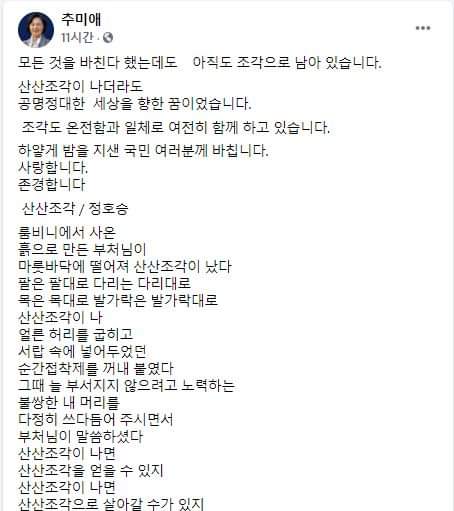 추미애
11시간 ·
모든 것을 바친다 했는데도 아직도 조각으로 남아 있습니다.
산산조각이 나더라도
공명정대한 세상을 향한 꿈이었습니다.
조각도 온전함과 일체로 여전히 함께 하고 있습니다.
하얗게 밤을 지샌 국민 여러분께 바칩니다.
사랑합니다.
존경합니다
산산조각 / 정호승
룸비니에서 사온
흙으로 만든 부처님이
마룻바닥에 떨어져 산산조각이 났다
팔은 팔대로 다리는 다리대로
목은 목대로 발가락은 발가락대로
산산조각이 나
얼른 허리를 굽히고
서랍 속에 넣어두었던
순간접착제를 꺼내 붙였다
그때 늘 부서지지 않으려고 노력하는
불쌍한 내 머리를
다정히 쓰다듬어 주시면서
부처님이 말씀하셨다
산산조각이 나면
산산조각을 얻을 수 있지
산산조각이 나면
산산조각으로 살아갈 수가 있지